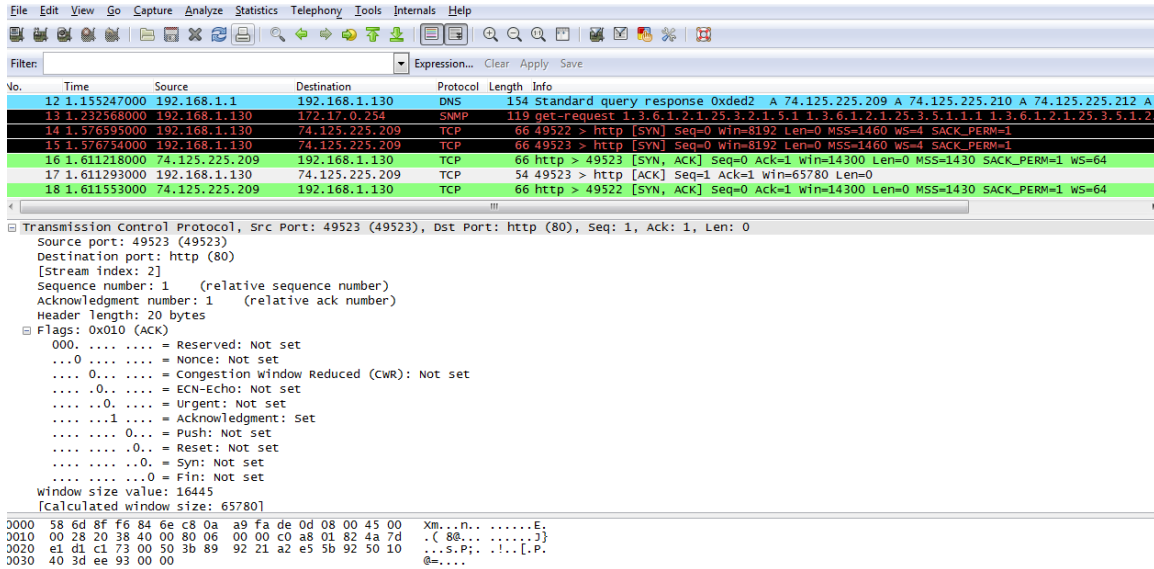 File Edit View Go Capture Analyze Statistics Telephony Tools Internals Help
Filter: Expression... Clear Apply Save
No. Time Source Destination Protocol Length Info
12 1.155247000 192.168.1.1 192.168.1.130 DNS 154 Standard query response 0xded2 A 74.125.225.209 A 74.125.225.210 A 74.125.225.212 A
13 1.232568000 192.168.1.130 172.17.0.254 SNMP 119 get-request 1.3.6.1.2.1.25.3.2.1.5.1 1.3.6.1.2.1.25.3.5.1.1.1 1.3.6.1.2.1.25.3.5.1.2.
14 1.576595000 192.168.1.130 74.125.225.209 TCP 66 49522 > http [SYN] Seq=0 Win=8192 Len=0 MSS=1460 WS=4 SACK_PERM=1
15 1.576754000 192.168.1.130 74.125.225.209 TCP 66 49523 > http [SYN] Seq=0 Win=8192 Len=0 MSS=1460 WS=4 SACK_PERM=1
16 1.611218000 74.125.225.209 192.168.1.130 TCP 66 http > 49523 [SYN, ACK] Seq=0 Ack=1 Win=14300 Len=0 MSS=1430 SACK_PERM=1 WS=64
17 1.611293000 192.168.1.130 74.125.225.209 TCP 54 49523 > http [ACK] Seq=1 Ack=1 Win=65780 Len=0
18 1.611553000 74.125.225.209 192.168.1.130 TCP 66 http > 49522 [SYN, ACK] Seq=0 Ack=1 Win=14300 Len=0 MSS=1430 SACK_PERM=1 WS=64
Transmission Control Protocol, Src Port: 49523 (49523), Dst Port: http (80), Seq: 1, Ack: 1, Len: 0
Source port: 49523 (49523)
Destination port: http (80)
[Stream index: 2]
Sequence number: 1 (relative sequence number)
Acknowledgment number: 1 (relative ack number)
Header length: 20 bytes
Flags: 0x010 (ACK)
000. .... .... = Reserved: Not set
...0 .... .... = Nonce: Not set
.... 0... .... = Congestion Window Reduced (CWR): Not set
.... .0.. .... = ECN-Echo: Not set
.... ..0. .... = Urgent: Not set
.... ...1 .... = Acknowledgment: Set
.... .... 0... = Push: Not set
.... .... .0.. = Reset: Not set
.... .... ..0. = Syn: Not set
.... .... ...0 = Fin: Not set
Window size value: 16445
[Calculated window size: 65780]
0000 58 6d 8f f6 84 6e c8 0a a9 fa de 0d 08 00 45 00 Xm...n.. ......E.
0010 00 28 20 38 40 00 80 06 00 00 c0 a8 01 82 4a 7d .( 8@... ......J}
0020 e1 d1 c1 73 00 50 3b 89 92 21 a2 e5 5b 92 50 10 ...s.P;. .!..[.P.
0030 40 3d ee 93 00 00 @=....